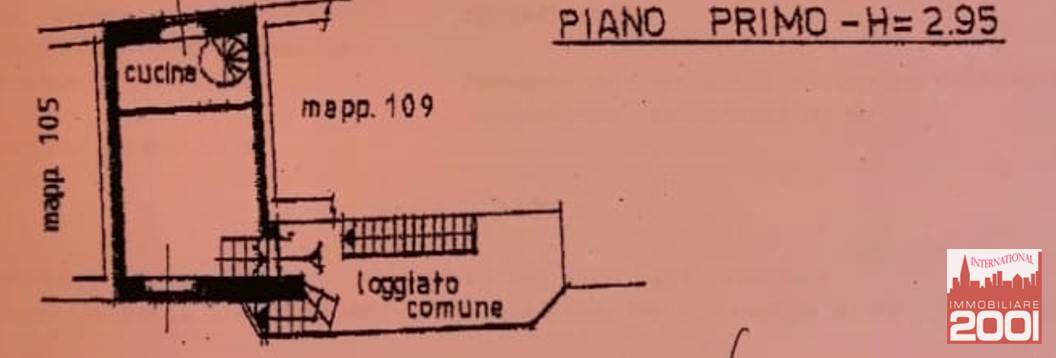 PIANO PRIMO - H= 2.95
cucina
mapp. 109
mapp. 105
loggiato
comune
INTERNATIONAL
IMMOBILIARE
2001